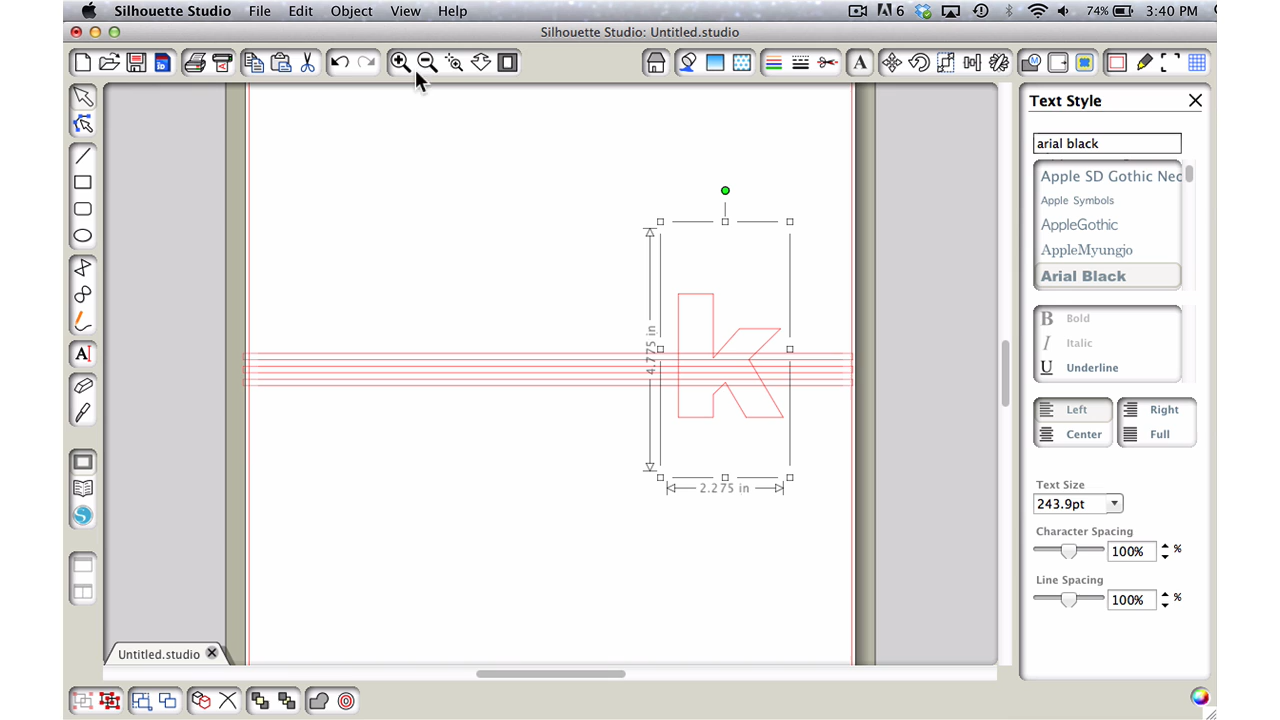 Silhouette Studio File Edit Object View Help
6 74% 3:40 PM
Silhouette Studio: Untitled.studio
A
Text Style
arial black
Apple SD Gothic Nec
Apple Symbols
AppleGothic
AppleMyungjo
Arial Black
B Bold
I Italic
U Underline
Left Right
Center Full
Text Size
243.9pt
Character Spacing
100% %
Line Spacing
100% %
k
4.775 in
2.275 in
Untitled.studio